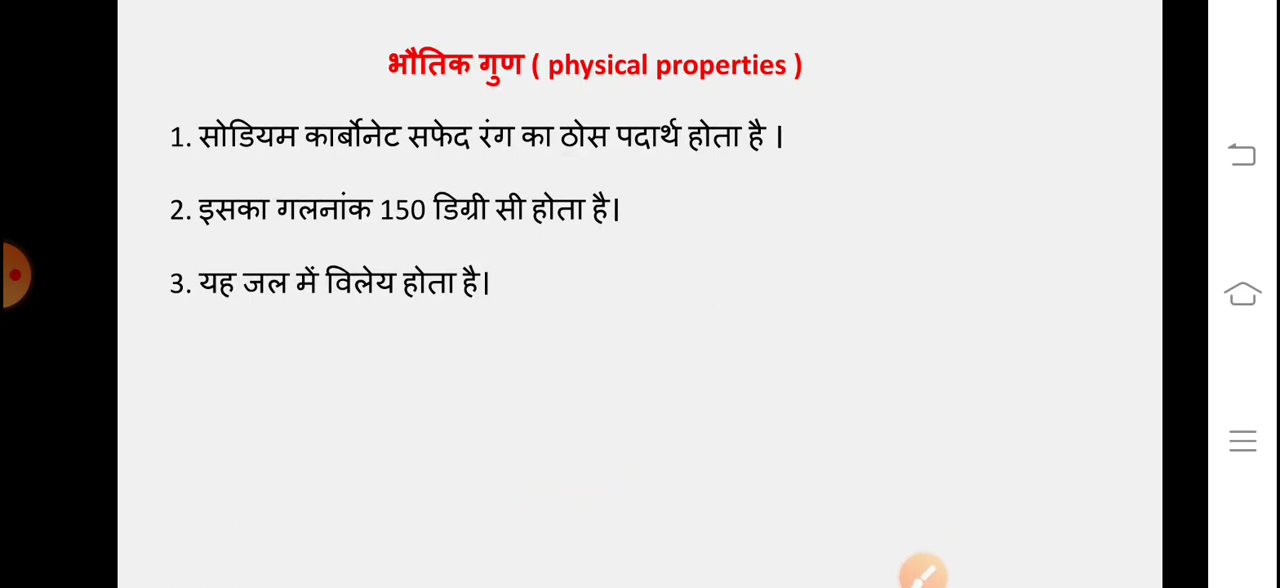 भौतिक गुण ( physical properties )
1. सोडियम कार्बोनेट सफेद रंग का ठोस पदार्थ होता है ।
2. इसका गलनांक 150 डिग्री सी होता है।
3. यह जल में विलेय होता है।